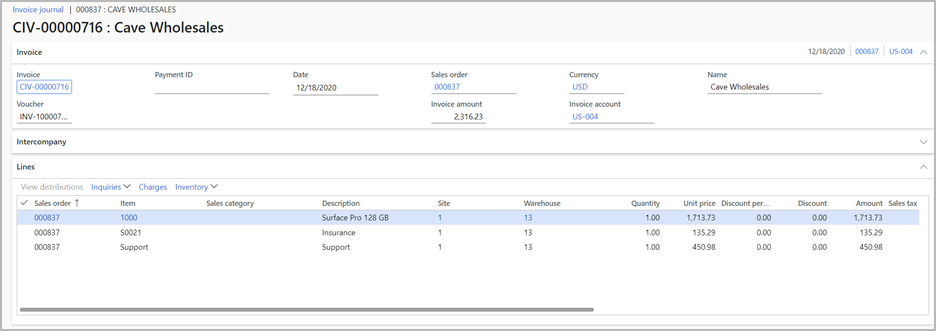 Invoice journal | 000837 : CAVE WHOLESALES
CIV-00000716 : Cave Wholesales
Invoice 12/18/2020 000837 US-004
Invoice Payment ID Date Sales order Currency Name
CIV-00000716 12/18/2020 000837 USD Cave Wholesales
Voucher Invoice amount Invoice account
INV-100007... 2,316.23 US-004
Intercompany
Lines
View distributions Inquiries Charges Inventory
Sales order Item Sales category Description Site Warehouse Quantity Unit price Discount per... Discount Amount Sales tax
000837 1000 Surface Pro 128 GB 1 13 1.00 1,713.73 0.00 0.00 1,713.73
000837 S0021 Insurance 1 13 1.00 135.29 0.00 0.00 135.29
000837 Support Support 1 13 1.00 450.98 0.00 0.00 450.98